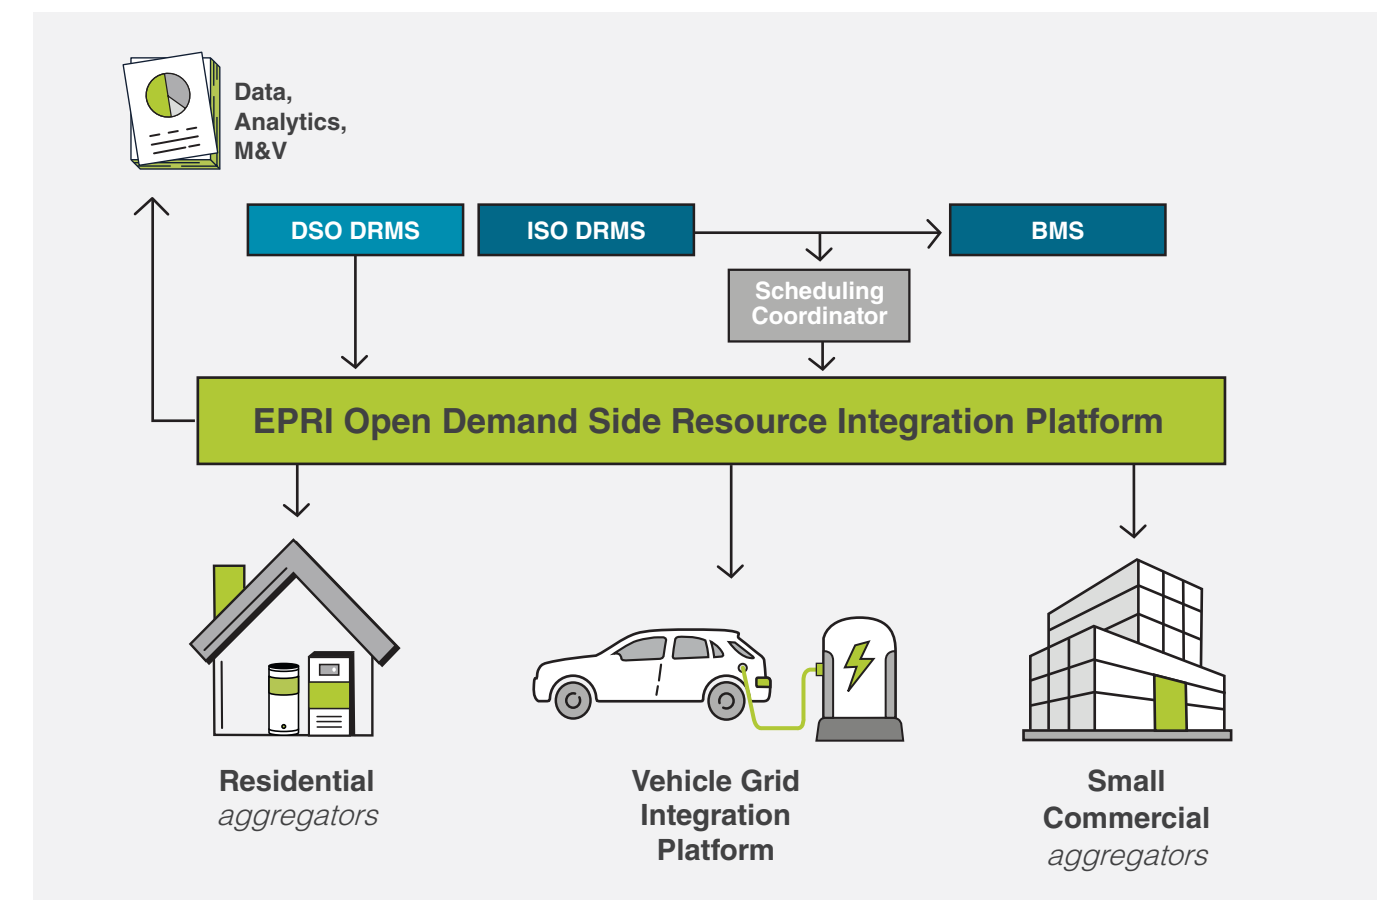 Data,
Analytics,
M&V
DSO DRMS
ISO DRMS
BMS
Scheduling
Coordinator
EPRI Open Demand Side Resource Integration Platform
Residential
aggregators
Vehicle Grid
Integration
Platform
Small
Commercial
aggregators